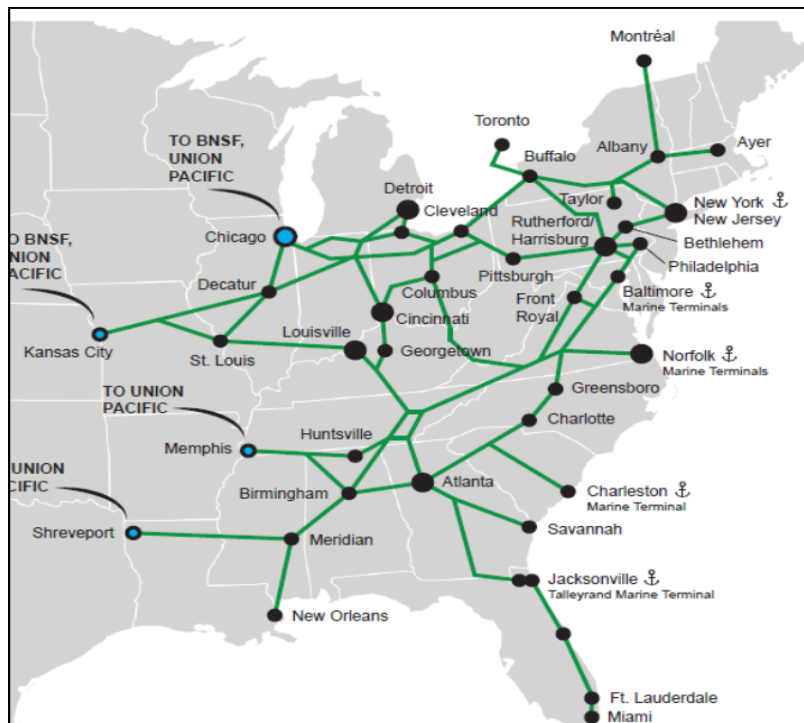 Montréal
Toronto
Buffalo
Albany
Ayer
TO BNSF,
UNION
PACIFIC
Detroit
Cleveland
Taylor
New York
New Jersey
Rutherford/
Harrisburg
Bethlehem
Chicago
Philadelphia
O BNSF,
NION
ACIFIC
Pittsburgh
Decatur
Columbus
Front
Royal
Baltimore
Marine Terminals
Cincinnati
Louisville
Kansas City
St. Louis
Georgetown
Norfolk
Marine Terminals
TO UNION
PACIFIC
Greensboro
Charlotte
Huntsville
Memphis
UNION
CIFIC
Birmingham
Atlanta
Charleston
Marine Terminal
Shreveport
Meridian
Savannah
Jacksonville
Talleyrand Marine Terminal
New Orleans
Ft. Lauderdale
Miami